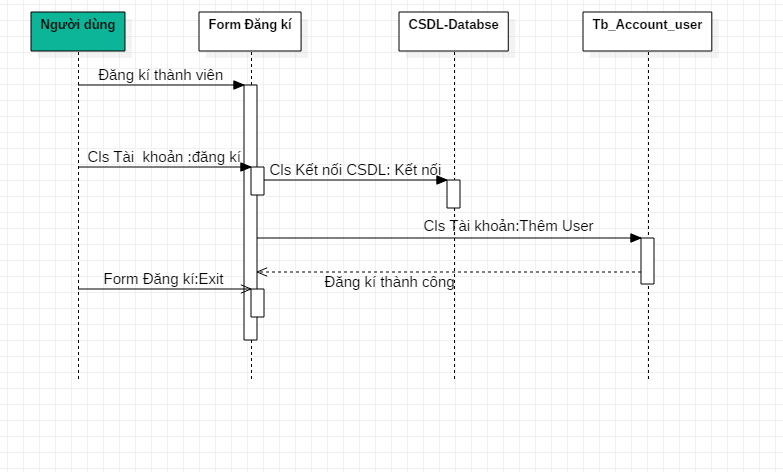 Người dùng
Form Đăng kí
CSDL-Databse
Tb_Account_user
Đăng kí thành viên
Cls Tài khoản :đăng kí
Cls Kết nối CSDL: Kết nối
Cls Tài khoản:Thêm User
Form Đăng kí:Exit
Đăng kí thành công